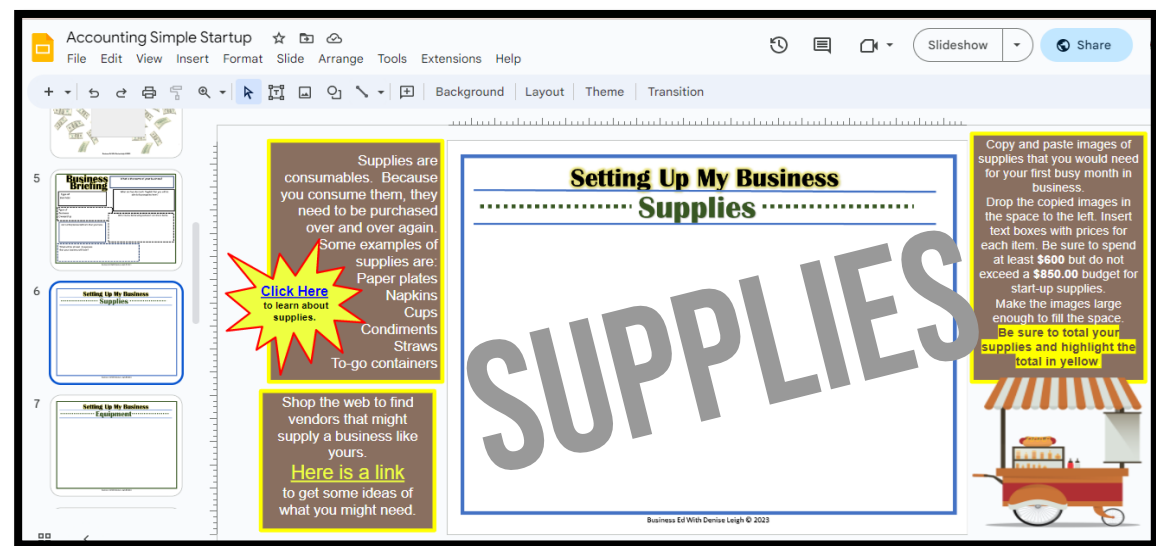 Accounting Simple Startup
File Edit View Insert Format Slide Arrange Tools Extensions Help
Slideshow
Share
Background Layout Theme Transition
5
Business
Briefing
6
Setting Up My Business
Supplies
7
Setting Up My Business
Equipment
Supplies are
consumables. Because
you consume them, they
need to be purchased
over and over again.
Some examples of
supplies are:
Paper plates
Napkins
Cups
Condiments
Straws
To-go containers
Click Here
to learn about
supplies.
Shop the web to find
vendors that might
supply a business like
yours.
Here is a link
to get some ideas of
what you might need.
Setting Up My Business
Supplies
SUPPLIES
Business Ed With Denise Leigh © 2023
Copy and paste images of
supplies that you would need
for your first busy month in
business.
Drop the copied images in
the space to the left. Insert
text boxes with prices for
each item. Be sure to spend
at least $600 but do not
exceed a $850.00 budget for
start-up supplies.
Make the images large
enough to fill the space.
Be sure to total your
supplies and highlight the
total in yellow